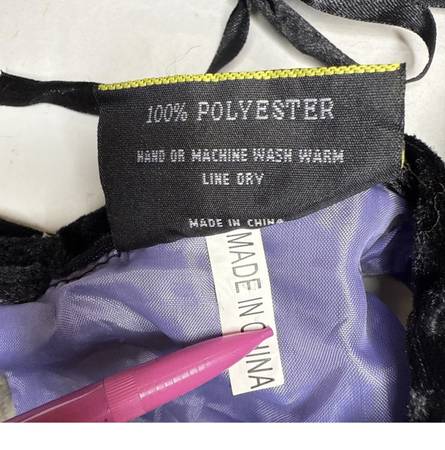 100% POLYESTER
HAND OR MACHINE WASH WARM
LINE DRY
MADE IN CHINA
MADE IN CHINA